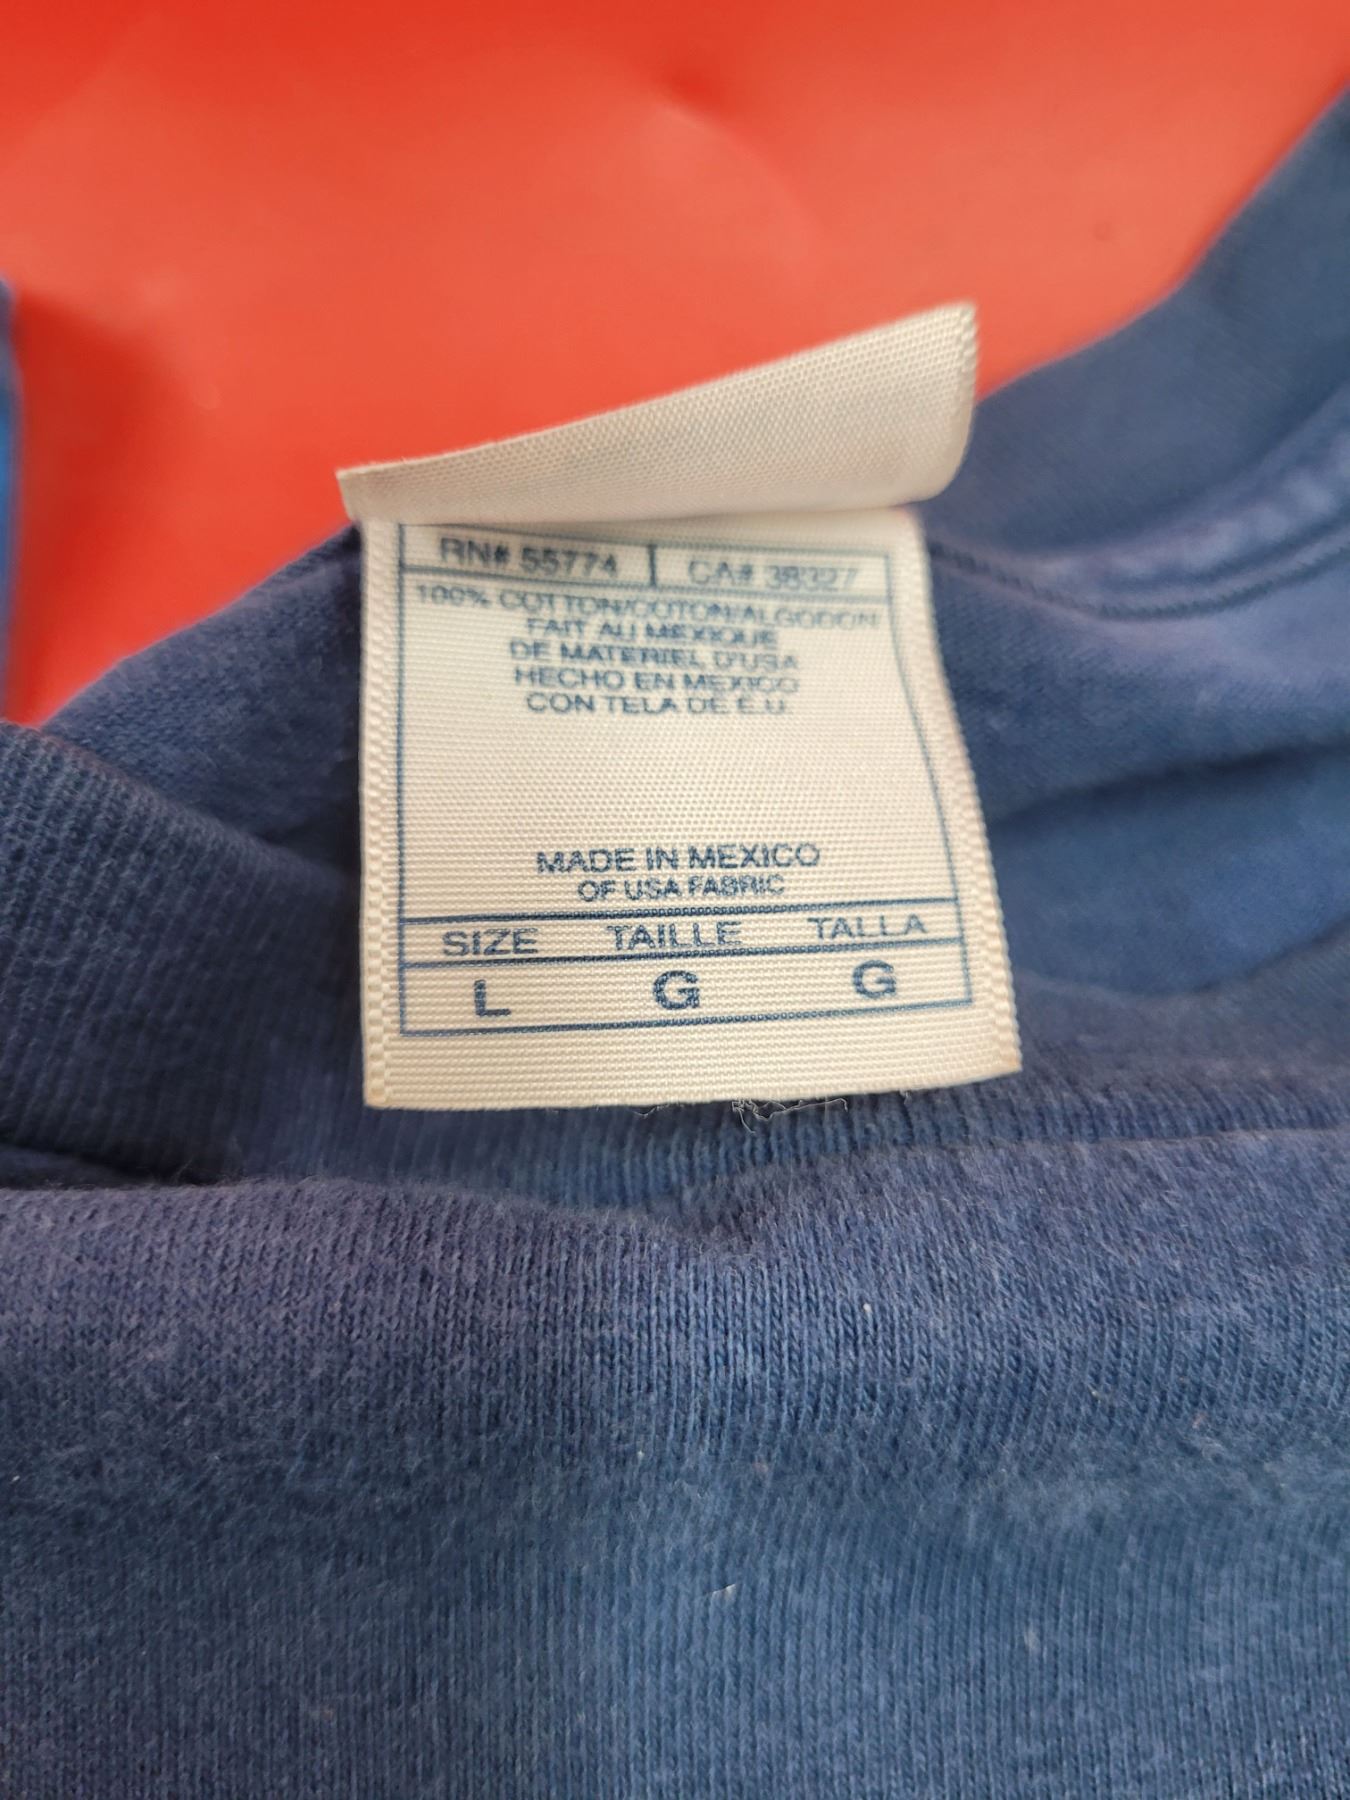 RN# 55774 | CA# 38327
100% COTTON/COTON/ALGODON
FAIT AU MEXIQUE
DE MATERIEL D'USA
HECHO EN MEXICO
CON TELA DE E.U.
MADE IN MEXICO
OF USA FABRIC
SIZE TAILLE TALLA
L G G